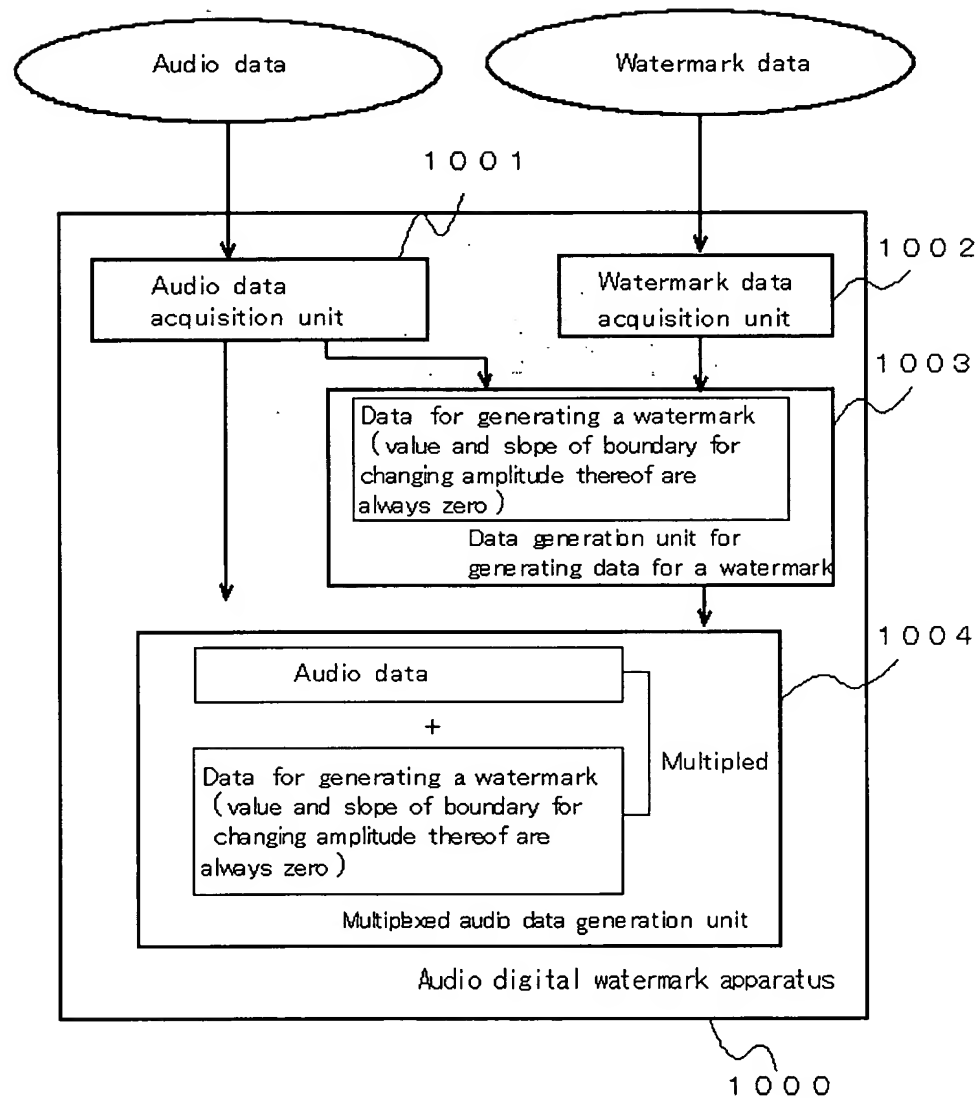 Audio data
Watermark data
1001
1002
Audio data
acquisition unit
Watermark data
acquisition unit
1003
Data for generating a watermark
(value and slope of boundary for
changing amplitude thereof are
always zero)
Data generation unit for
generating data for a watermark
1004
Audio data
+
Multipled
Data for generating a watermark
(value and slope of boundary for
changing amplitude thereof are
always zero)
Multiplexed audio data generation unit
Audio digital watermark apparatus
1000